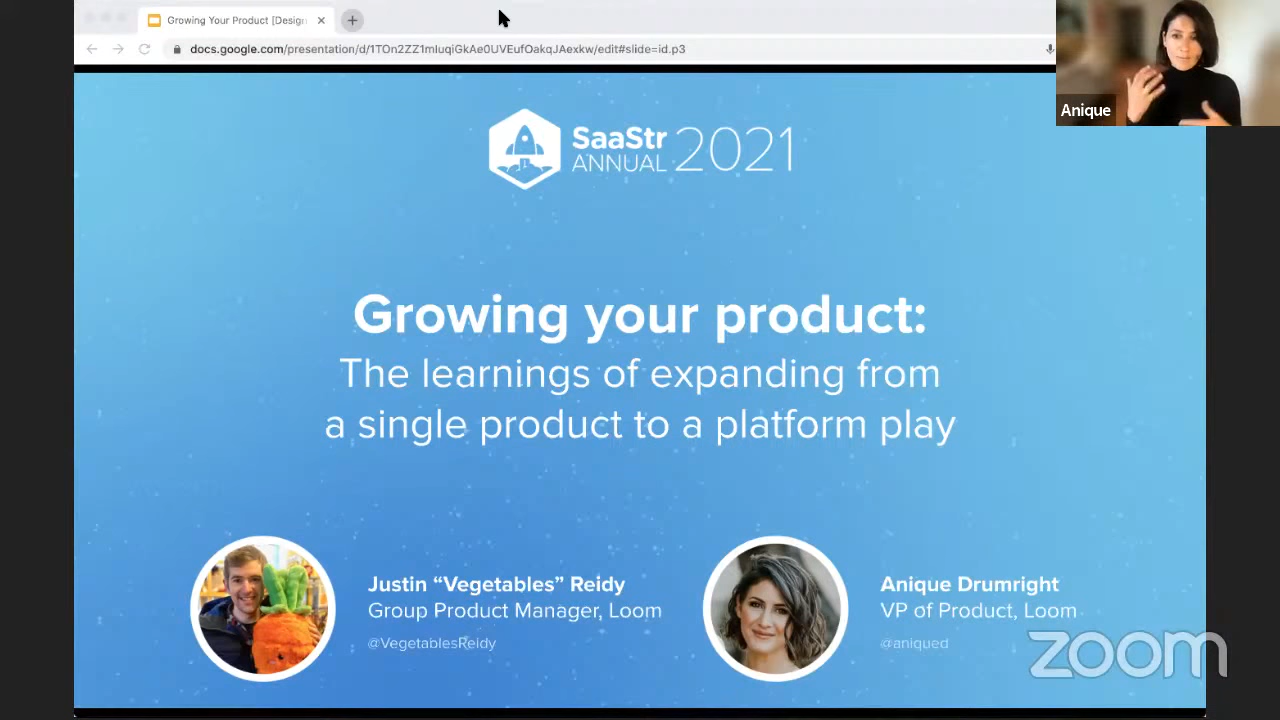 Growing Your Product [Design
docs.google.com/presentation/d/1TOn2ZZ1mIuqiGkAe0UVEufOakqJAexkw/edit#slide=id.p3
Anique
SaaStr
ANNUAL 2021
Growing your product:
The learnings of expanding from
a single product to a platform play
Justin “Vegetables” Reidy
Group Product Manager, Loom
@VegetablesReidy
Anique Drumright
VP of Product, Loom
@aniqued
zoom